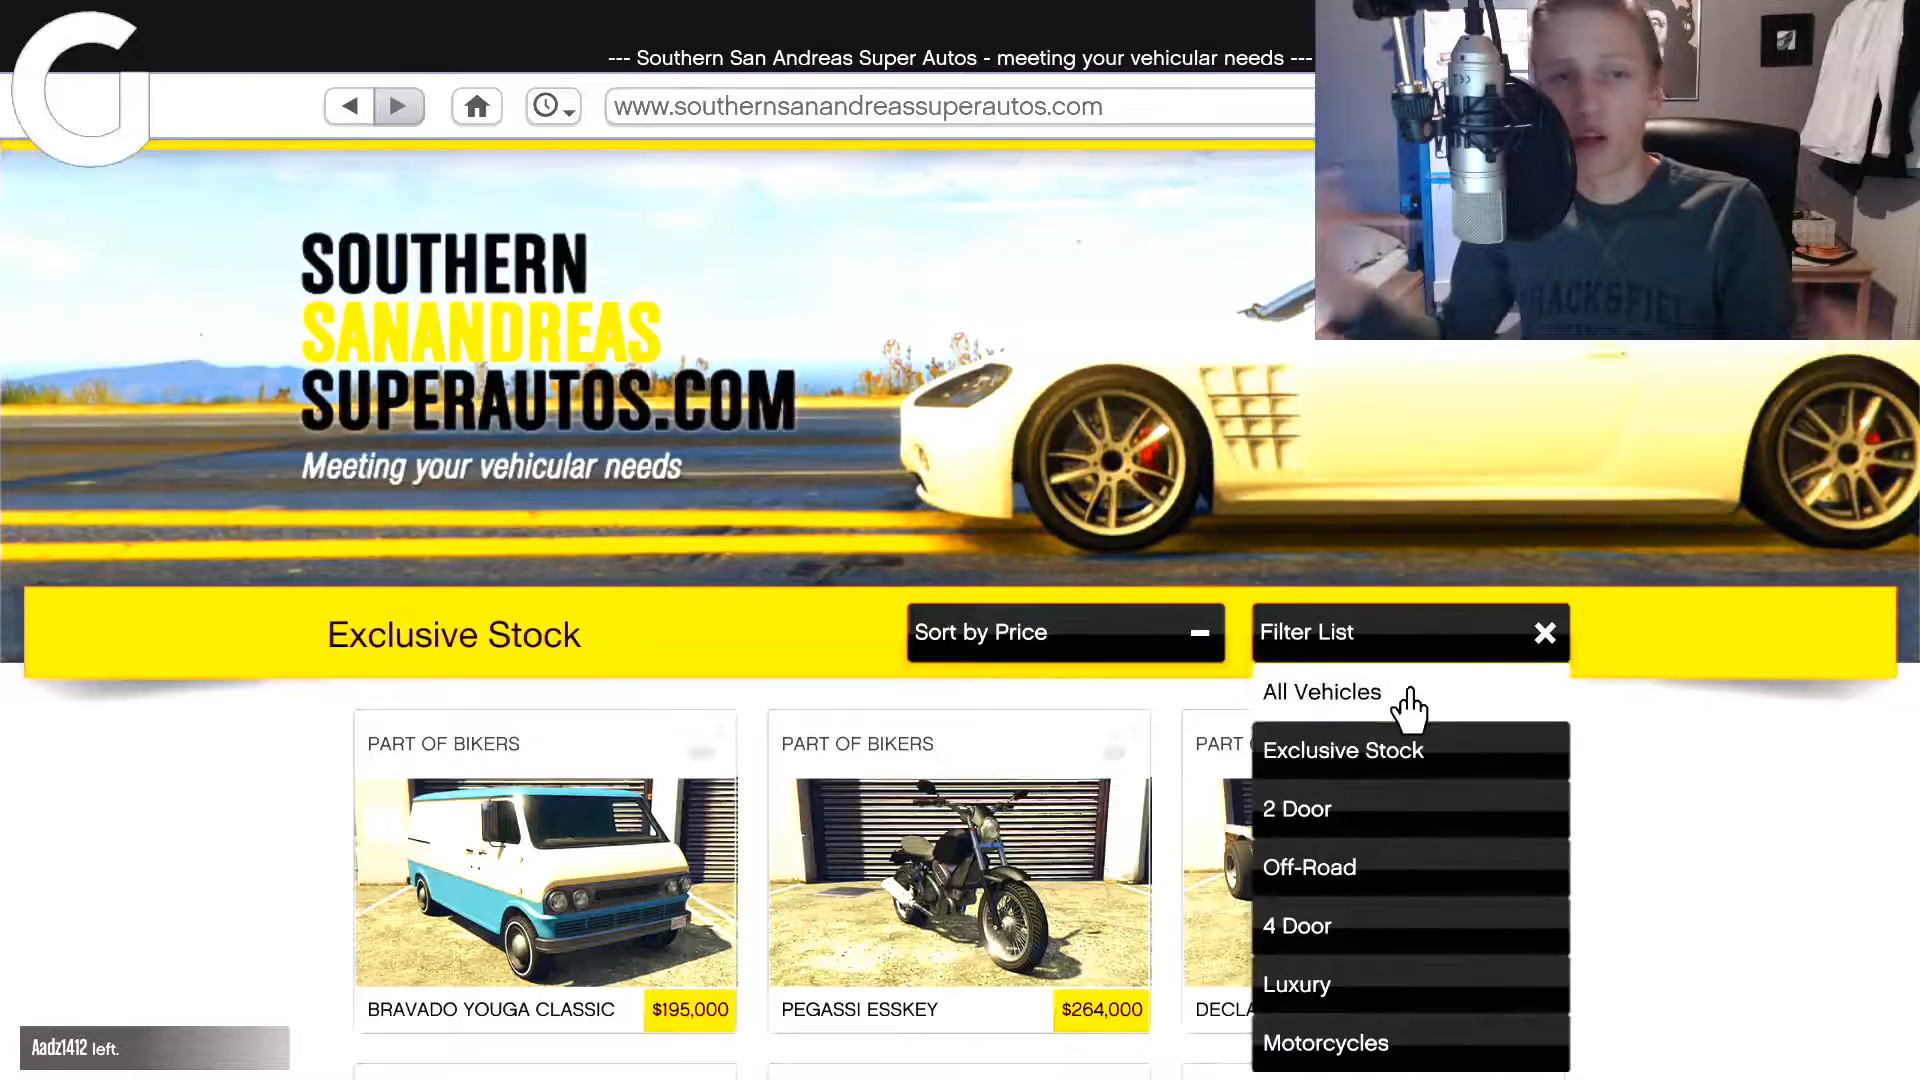 --- Southern San Andreas Super Autos - meeting your vehicular needs ---
www.southernsanandreassuperautos.com
SOUTHERN
SANANDREAS
SUPERAUTOS.COM
Meeting your vehicular needs
Exclusive Stock
Sort by Price
Filter List
All Vehicles
Exclusive Stock
2 Door
Off-Road
4 Door
Luxury
Motorcycles
PART OF BIKERS
PART OF BIKERS
PART
BRAVADO YOUGA CLASSIC
$195,000
PEGASSI ESSKEY
$264,000
DECLA
Aadz1412 left.